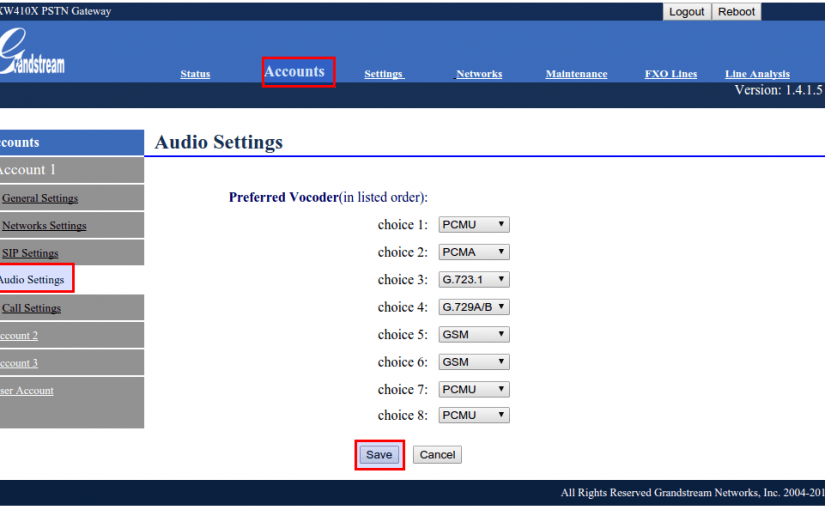 XW410X PSTN Gateway
Logout Reboot
Grandstream
Status Accounts Settings Networks Maintenance FXO Lines Line Analysis
Version: 1.4.1.5
ccounts
Account 1
General Settings
Networks Settings
SIP Settings
Audio Settings
Call Settings
ccount 2
ccount 3
ser Account
Audio Settings
Preferred Vocoder(in listed order):
choice 1: PCMU
choice 2: PCMA
choice 3: G.723.1
choice 4: G.729A/B
choice 5: GSM
choice 6: GSM
choice 7: PCMU
choice 8: PCMU
Save Cancel
All Rights Reserved Grandstream Networks, Inc. 2004-201